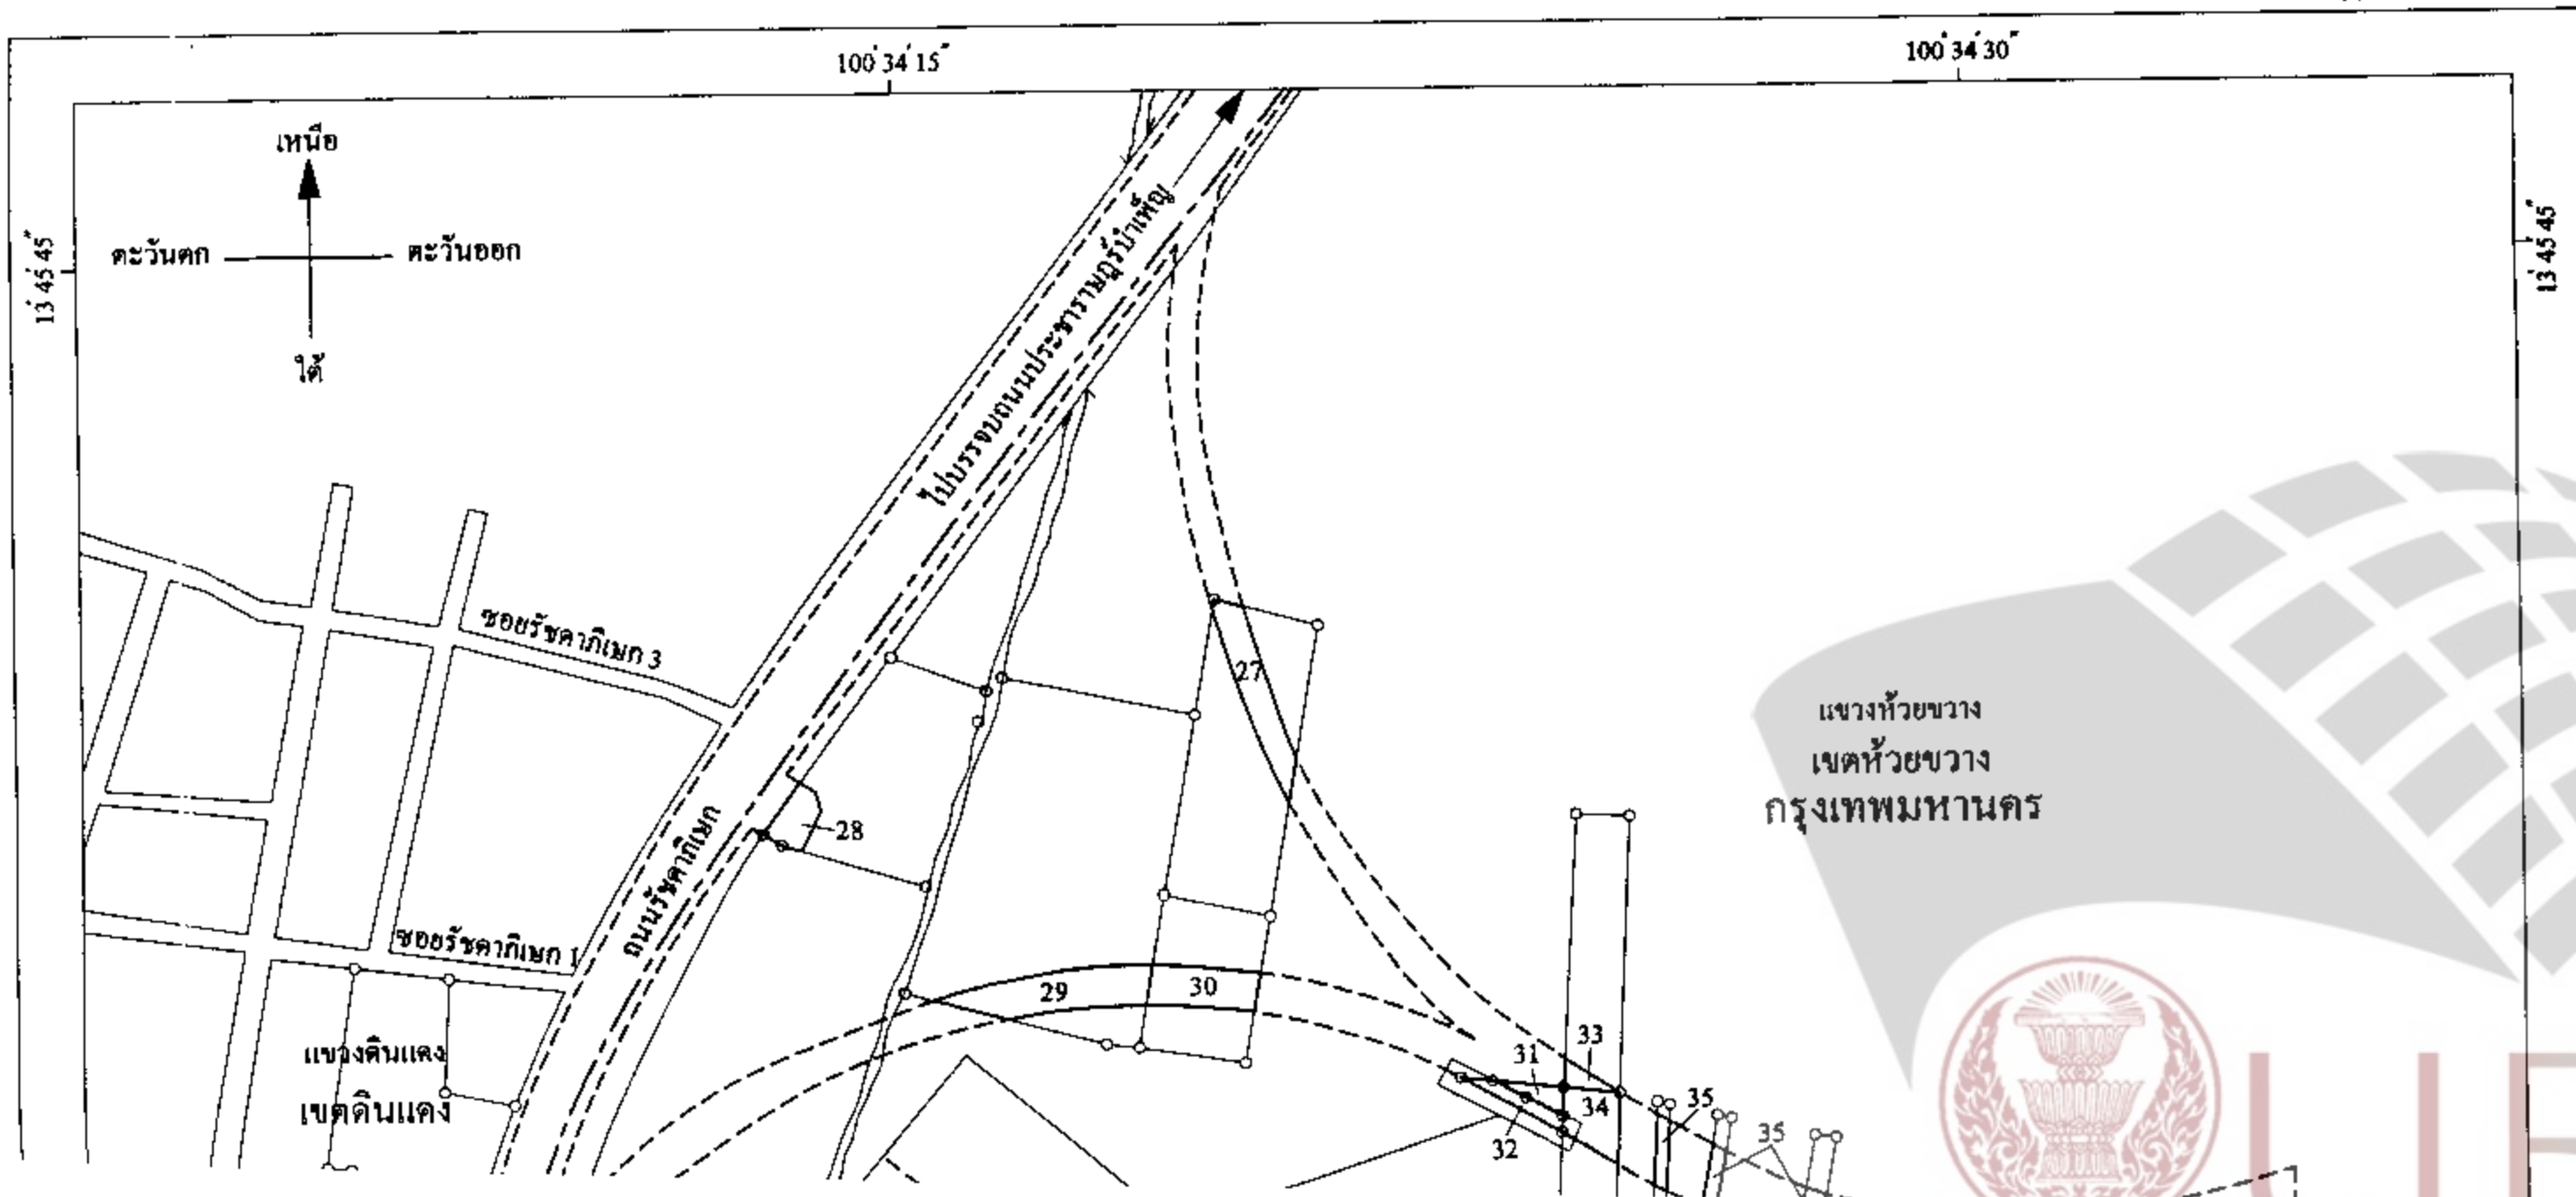 100° 34' 15"
100° 34' 30"
เหนือ
ตะวันตก
ตะวันออก
ใต้
13° 45' 45"
13° 45' 45"
ไปบรรจบถนนประชาราษฎร์บำเพ็ญ
ซอยรัชดาภิเษก 3
27
แขวงห้วยขวาง
เขตห้วยขวาง
กรุงเทพมหานคร
ถนนรัชดาภิเษก
28
ซอยรัชดาภิเษก 1
29
30
แขวงดินแดง
เขตดินแดง
31
33
32
34
35
35